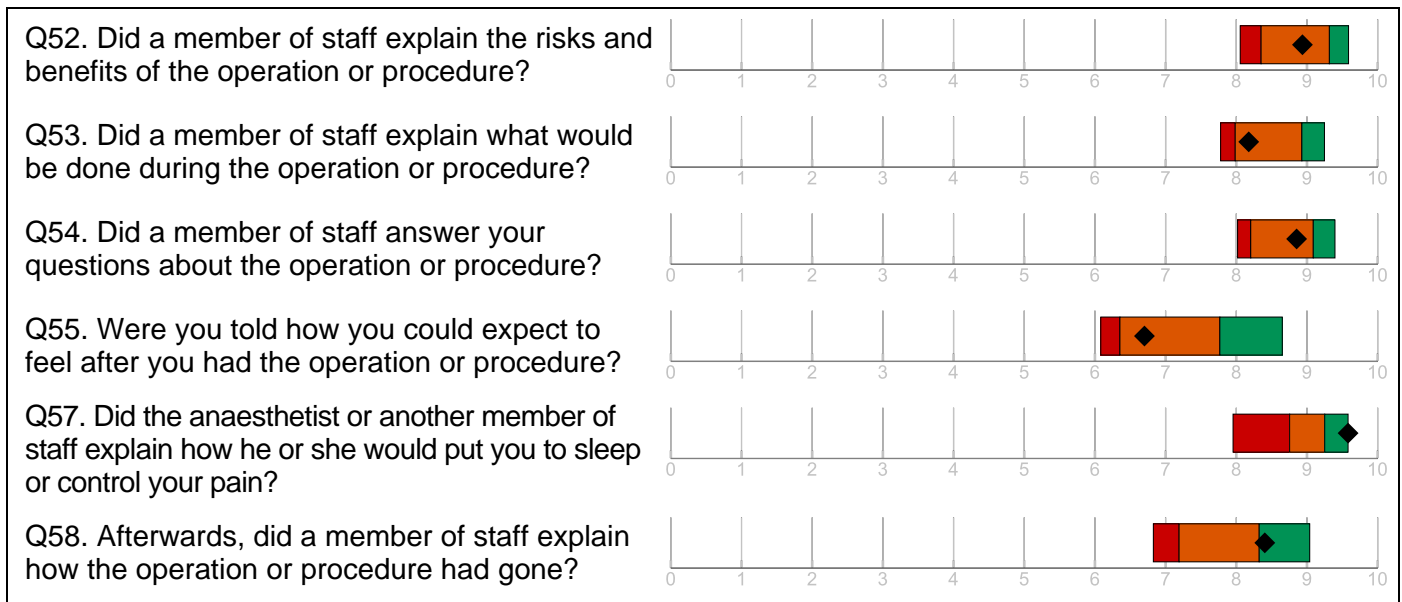 Q52. Did a member of staff explain the risks and
benefits of the operation or procedure?
0 1 2 3 4 5 6 7 8 9 10
Q53. Did a member of staff explain what would
be done during the operation or procedure?
0 1 2 3 4 5 6 7 8 9 10
Q54. Did a member of staff answer your
questions about the operation or procedure?
0 1 2 3 4 5 6 7 8 9 10
Q55. Were you told how you could expect to
feel after you had the operation or procedure?
0 1 2 3 4 5 6 7 8 9 10
Q57. Did the anaesthetist or another member of
staff explain how he or she would put you to sleep
or control your pain?
0 1 2 3 4 5 6 7 8 9 10
Q58. Afterwards, did a member of staff explain
how the operation or procedure had gone?
0 1 2 3 4 5 6 7 8 9 10